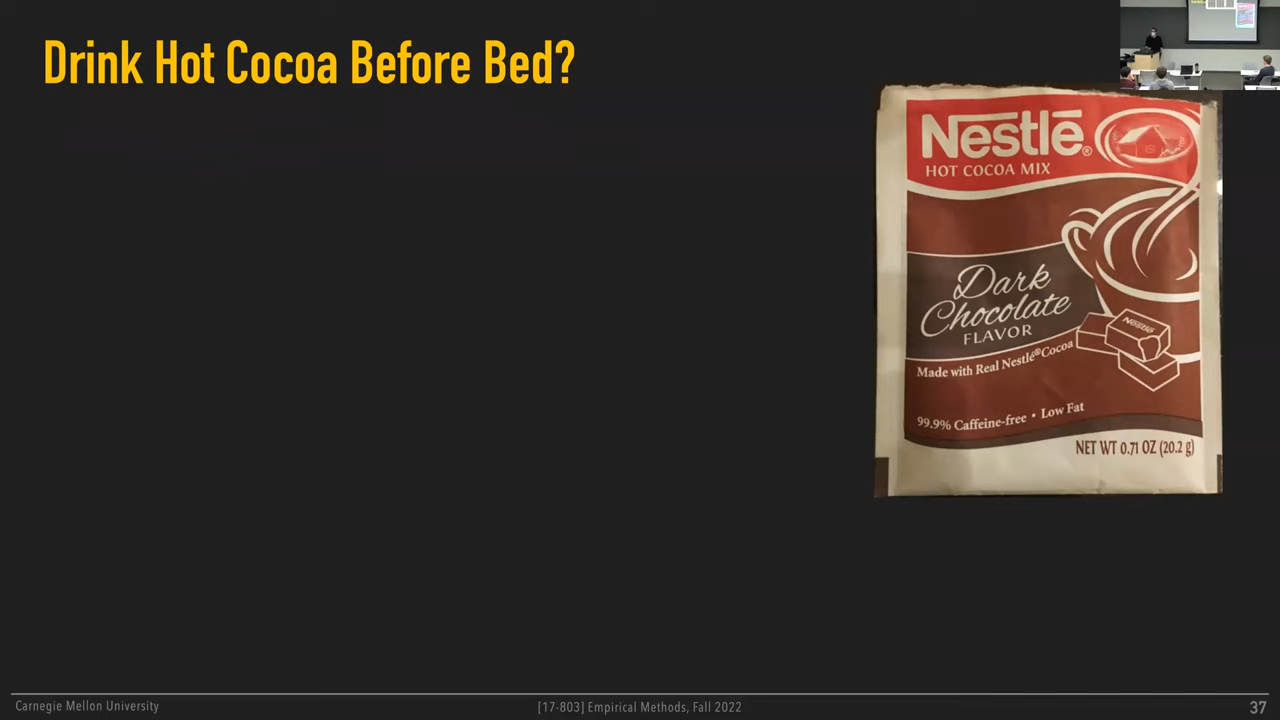 Drink Hot Cocoa Before Bed?
Nestlé®
HOT COCOA MIX
Dark
Chocolate
FLAVOR
Nestlé
Made with Real Nestlé® Cocoa
99.9% Caffeine-free • Low Fat
NET WT 0.71 OZ (20.2 g)
Carnegie Mellon University
[17-803] Empirical Methods, Fall 2022
37